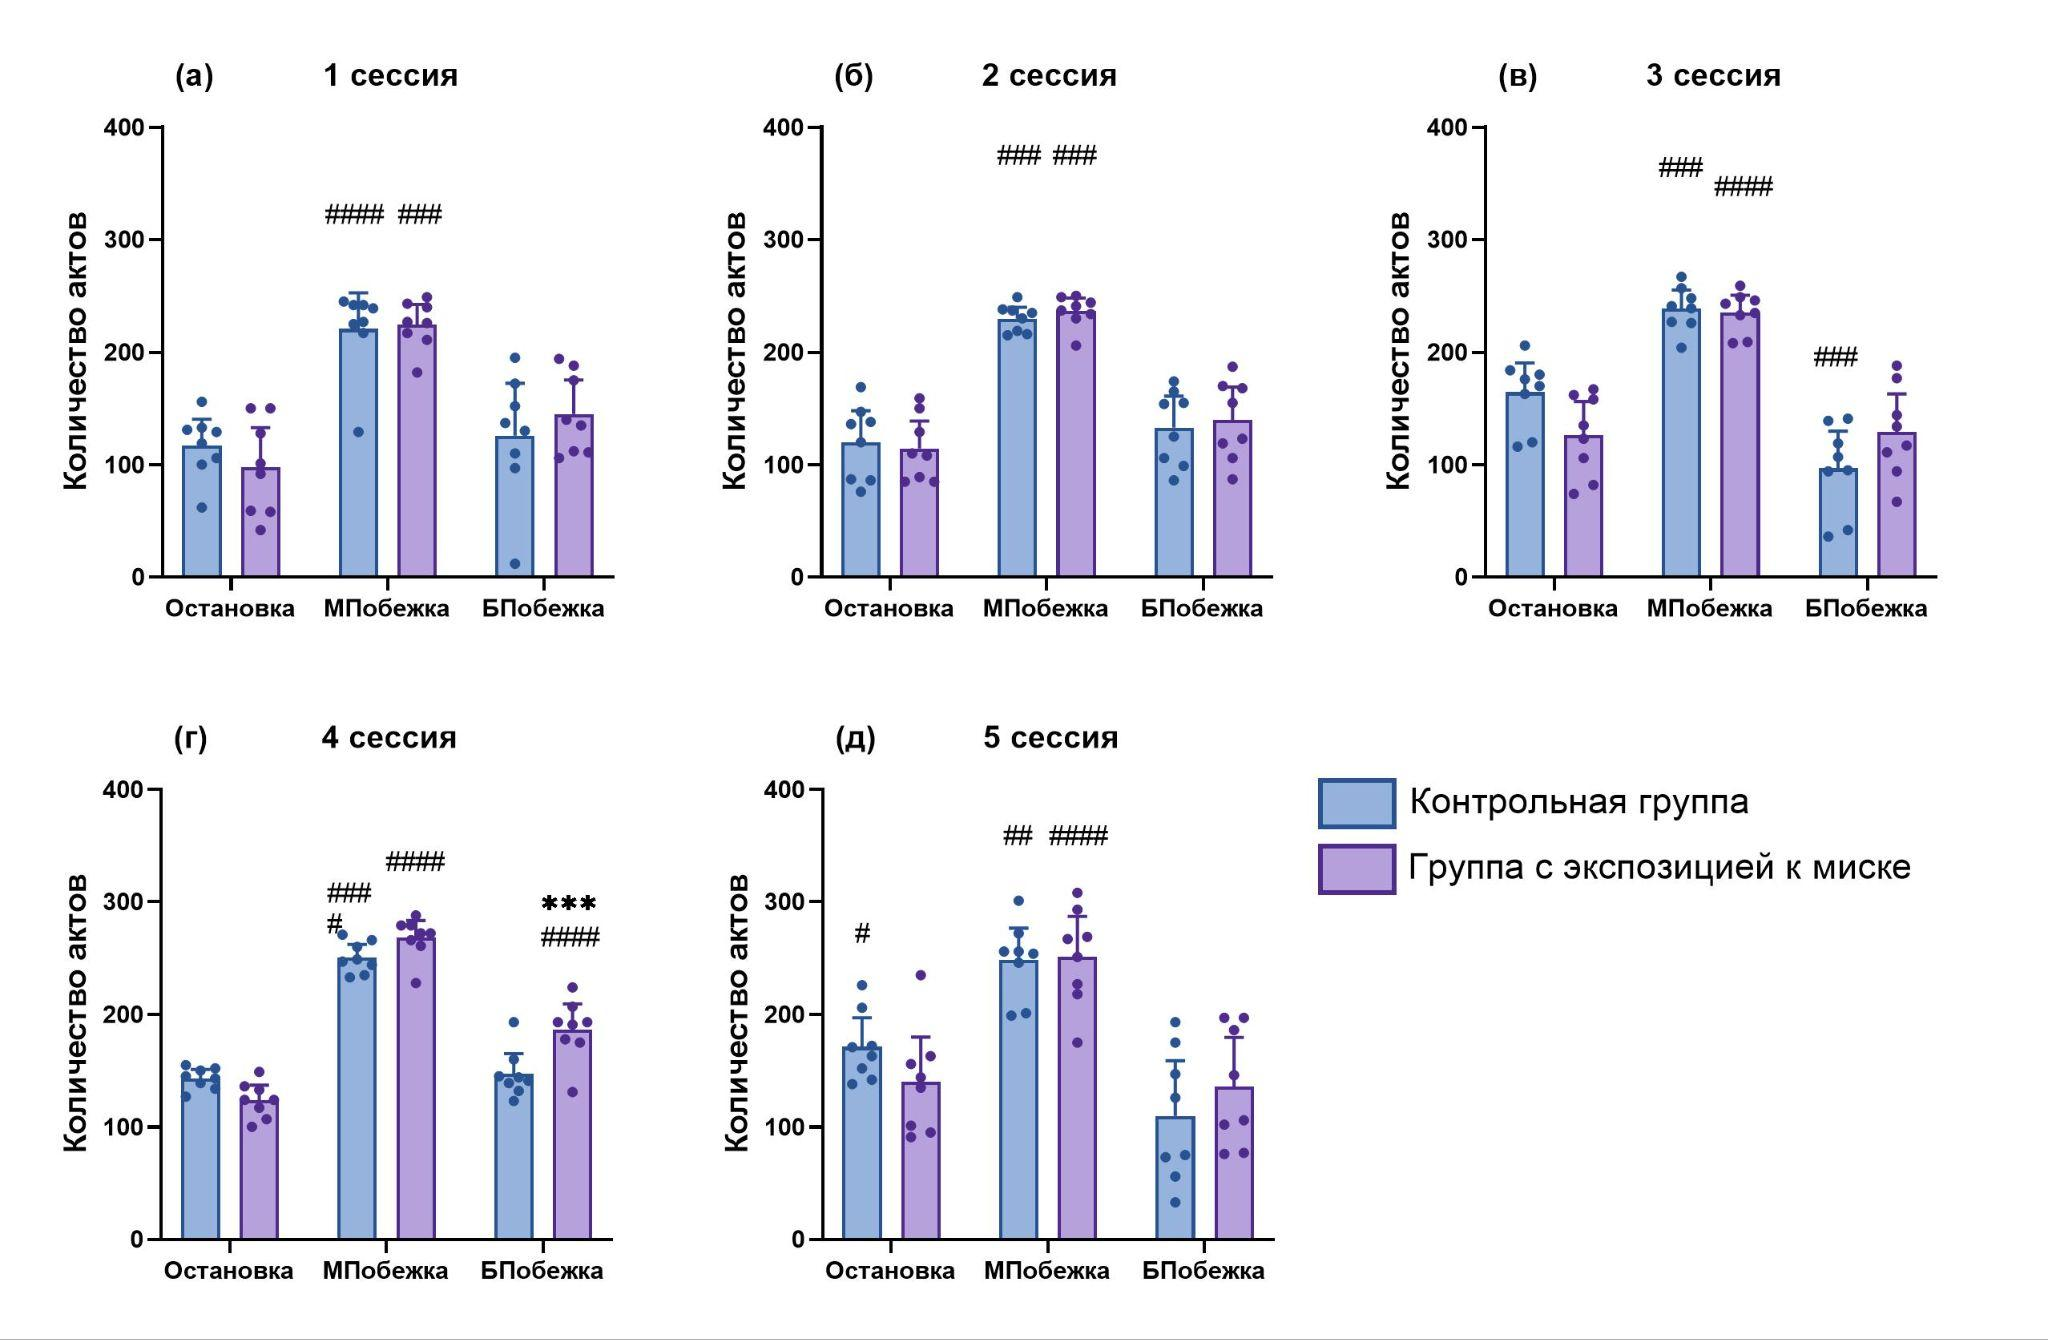 (а) 1 сессия
400
300
200
100
0
Количество актов
#### ###
Остановка МПобежка БПобежка
(б) 2 сессия
400
300
200
100
0
Количество актов
### ###
Остановка МПобежка БПобежка
(в) 3 сессия
400
300
200
100
0
Количество актов
###
####
###
Остановка МПобежка БПобежка
(г) 4 сессия
400
300
200
100
0
Количество актов
####
###
#
***
####
Остановка МПобежка БПобежка
(д) 5 сессия
400
300
200
100
0
Количество актов
## ####
#
Остановка МПобежка БПобежка
Контрольная группа
Группа с экспозицией к миске